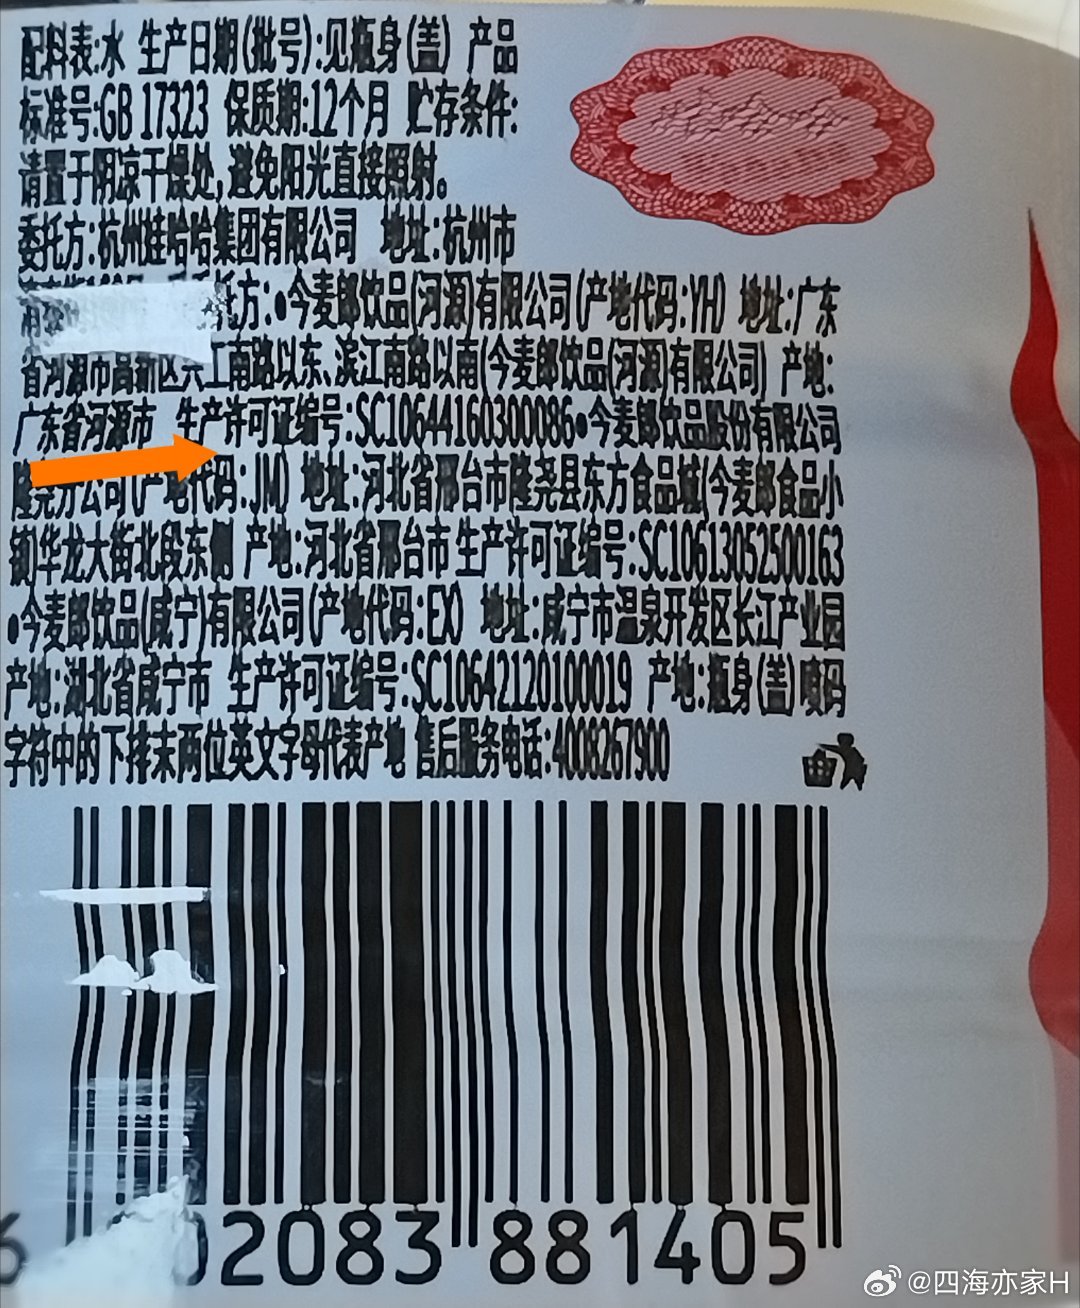 配料表:水 生产日期(批号):见瓶身(盖) 产品
标准号:GB 17323 保质期:12个月 贮存条件:
请置于阴凉干燥处,避免阳光直接照射。
委托方:杭州娃哈哈集团有限公司 地址:杭州市
托方:●今麦郎饮品(河源)有限公司(产地代码:YH) 地址:广东
省河源市高新区兴工南路以东、滨江南路以南(今麦郎饮品(河源)有限公司) 产地:
广东省河源市 生产许可证编号:SC10644160300086●今麦郎饮品股份有限公司
隆尧分公司(产地代码:JM) 地址:河北省邢台市隆尧县东方食品城(今麦郎食品小
镇)华龙大街北段东侧 产地:河北省邢台市 生产许可证编号:SC10613052500163
●今麦郎饮品(咸宁)有限公司(产地代码:EX) 地址:咸宁市温泉开发区长江产业园
产地:湖北省咸宁市 生产许可证编号:SC10642120100019 产地:瓶身(盖)喷码
字符中的下排末两位英文字母代表产地 售后服务电话:4008267900
6 02083 881405
@四海亦家H